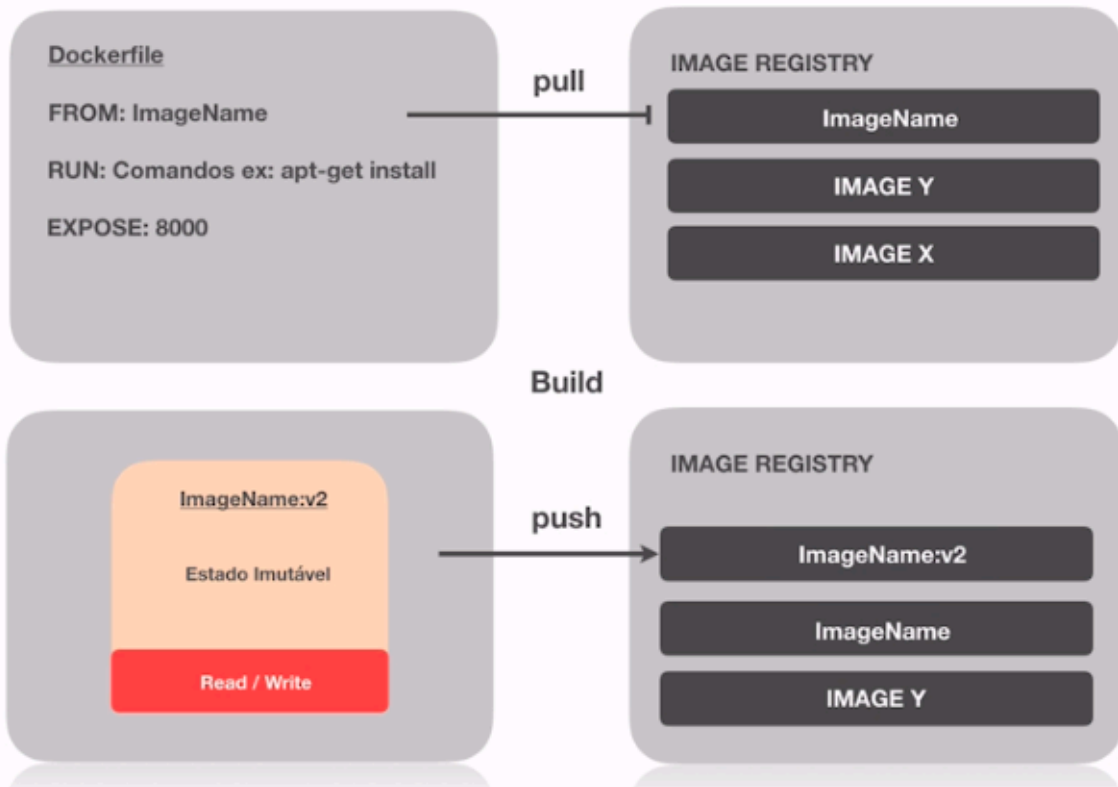 Dockerfile
FROM: ImageName
RUN: Comandos ex: apt-get install
EXPOSE: 8000
pull
IMAGE REGISTRY
ImageName
IMAGE Y
IMAGE X
Build
ImageName:v2
Estado Imutável
Read / Write
push
IMAGE REGISTRY
ImageName:v2
ImageName
IMAGE Y